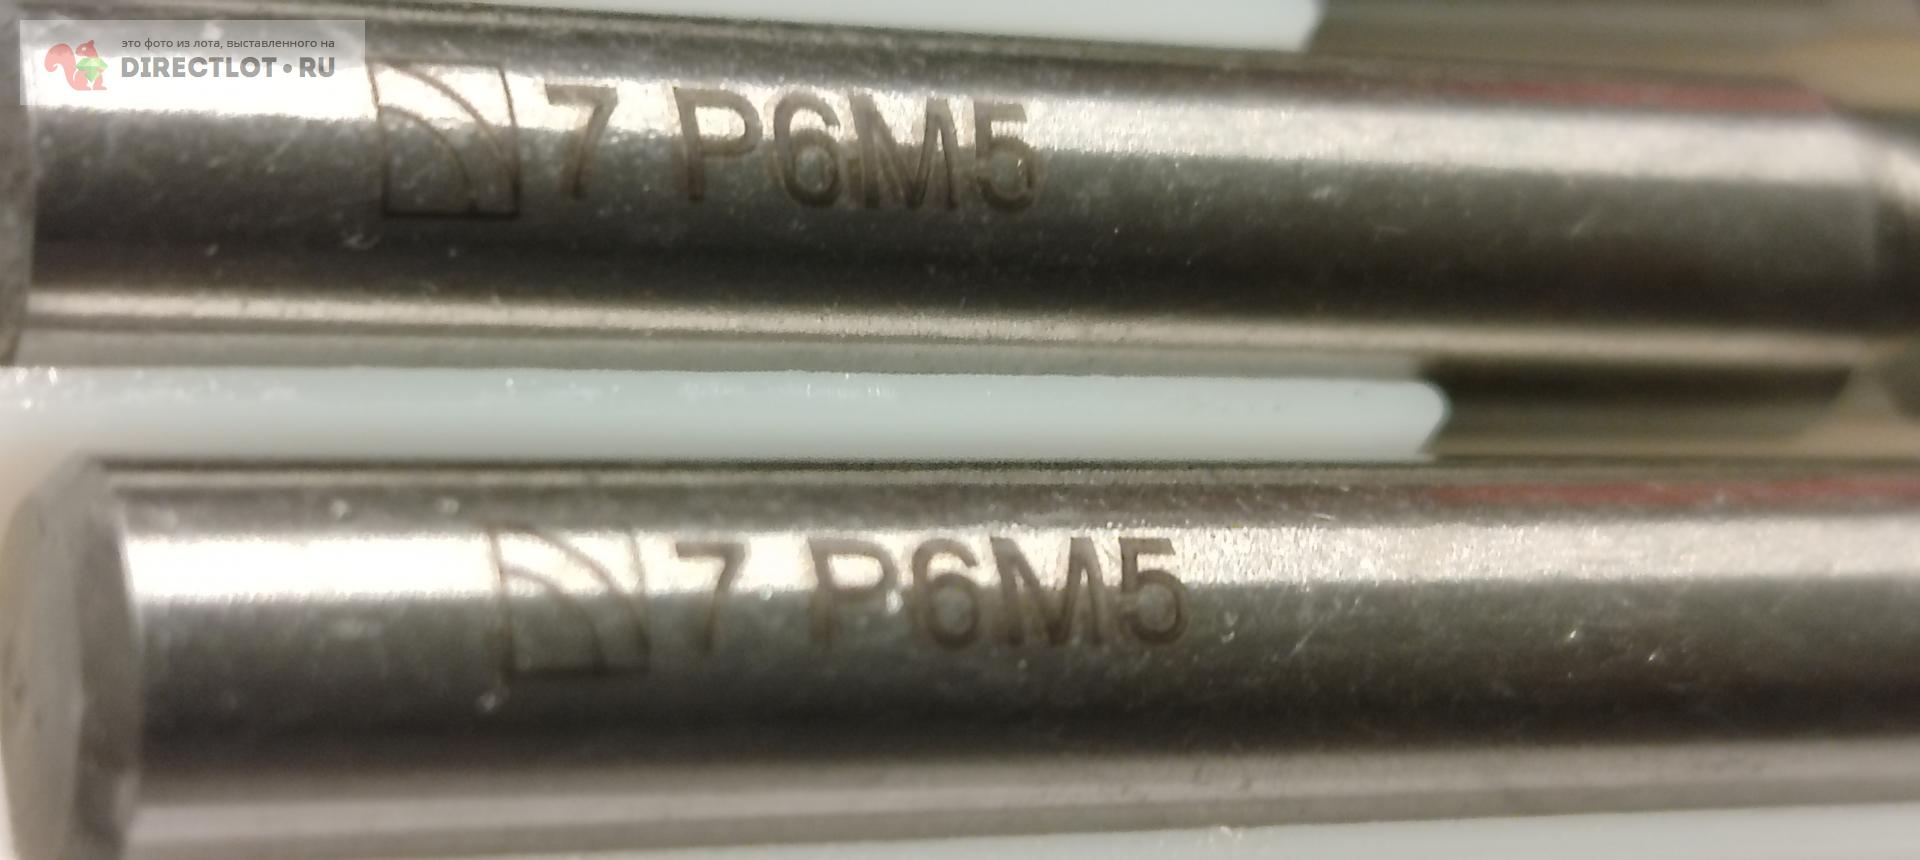 это фото из лота, выставленного на
DIRECTLOT•RU
7 Р6М5
7 Р6М5